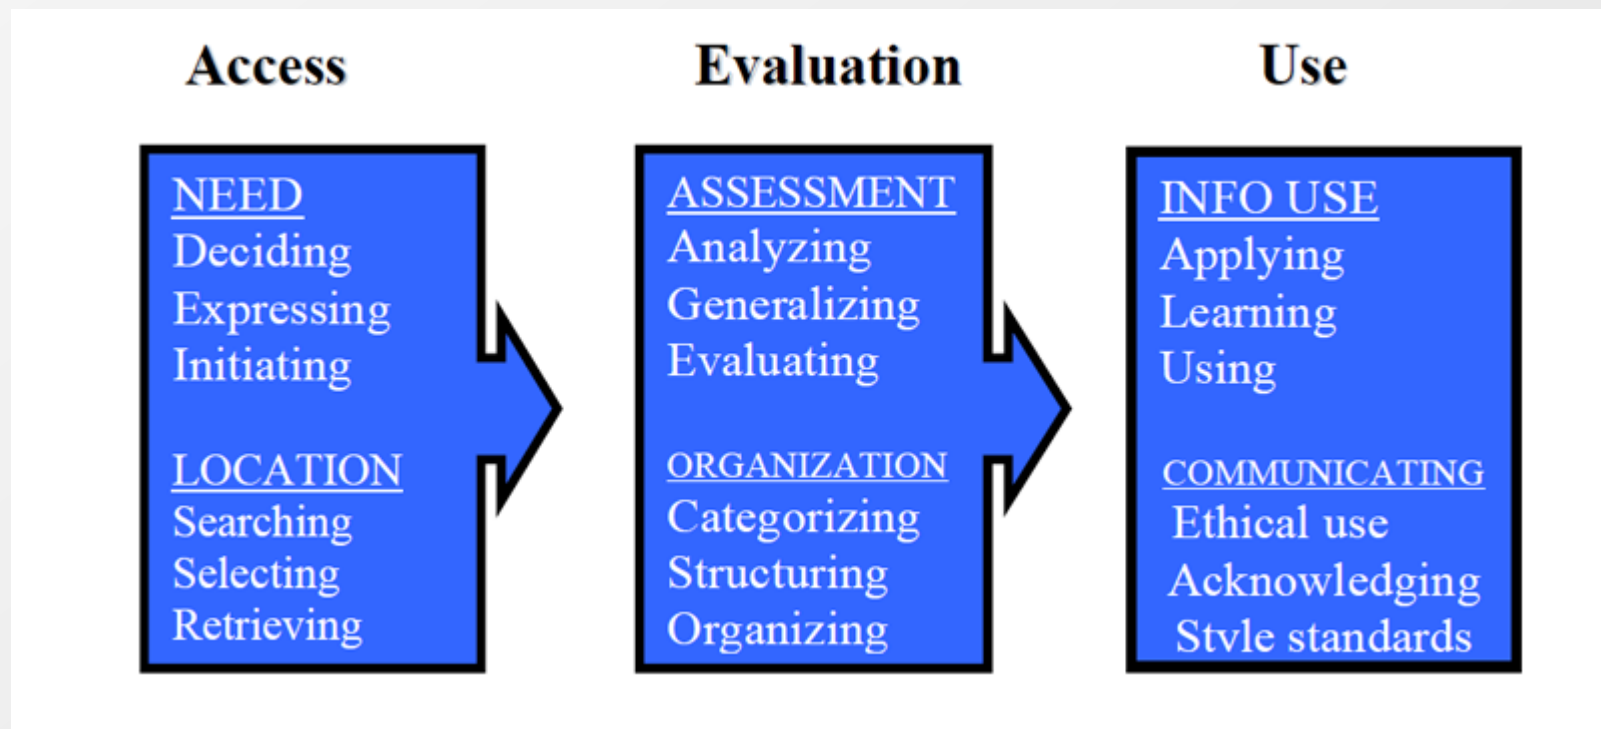 Access
NEED
Deciding
Expressing
Initiating
LOCATION
Searching
Selecting
Retrieving
Evaluation
ASSESSMENT
Analyzing
Generalizing
Evaluating
ORGANIZATION
Categorizing
Structuring
Organizing
Use
INFO USE
Applying
Learning
Using
COMMUNICATING
Ethical use
Acknowledging
Style standards